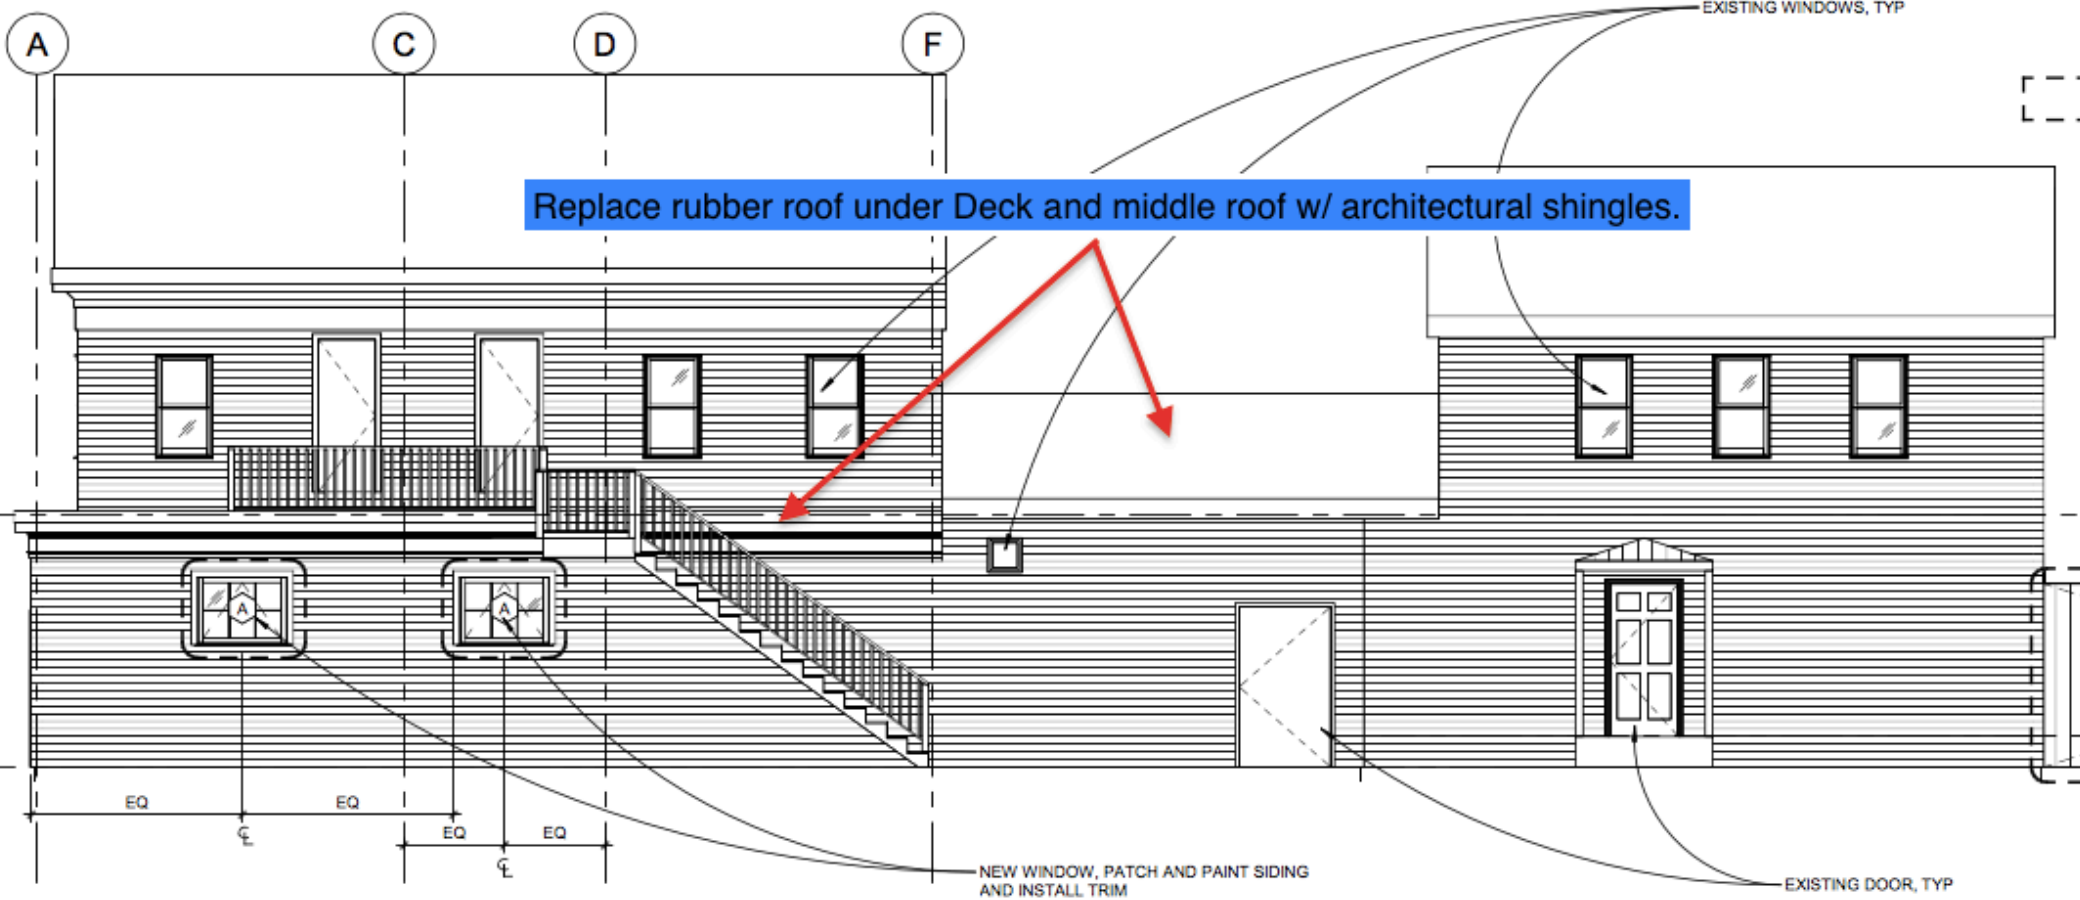 EXISTING WINDOWS, TYP
A
C
D
F
Replace rubber roof under Deck and middle roof w/ architectural shingles.
A
A
EQ
EQ
EQ
EQ
℄
℄
NEW WINDOW, PATCH AND PAINT SIDING
AND INSTALL TRIM
EXISTING DOOR, TYP